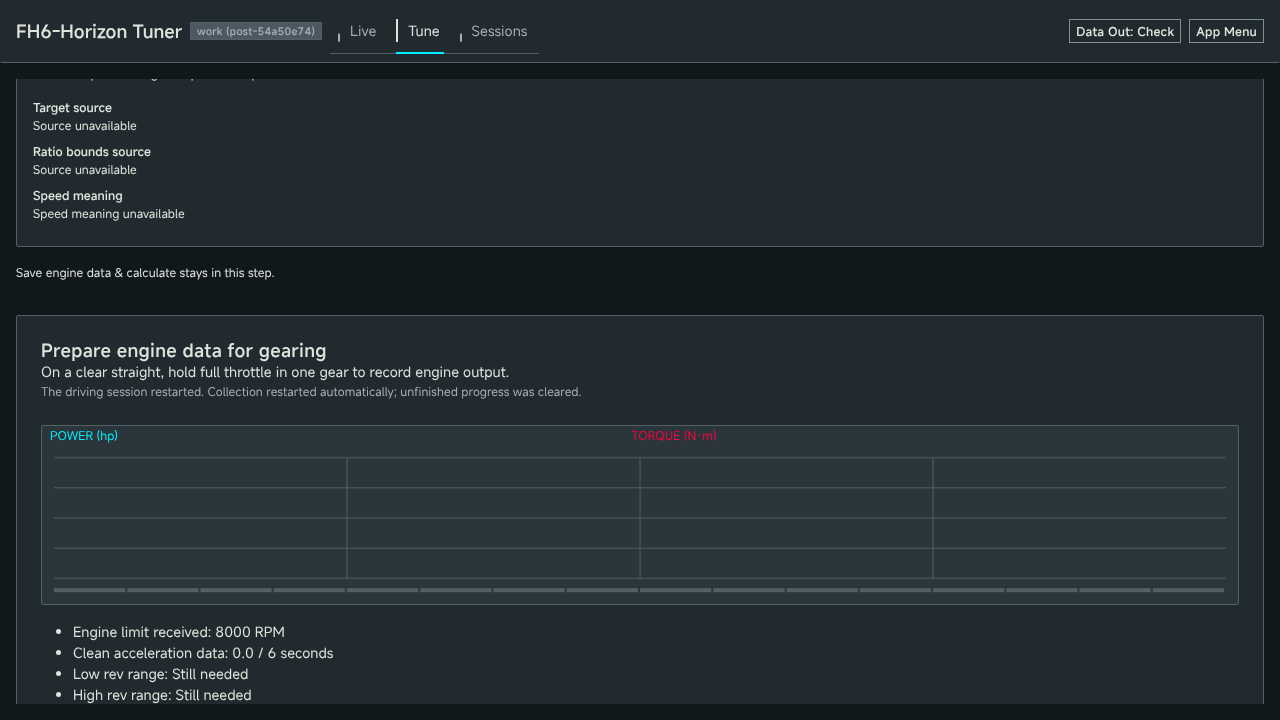 FH6-Horizon Tuner
work (post-54a50e74)
Live
Tune
Sessions
Data Out: Check
App Menu
Target source
Source unavailable
Ratio bounds source
Source unavailable
Speed meaning
Speed meaning unavailable
Save engine data & calculate stays in this step.
Prepare engine data for gearing
On a clear straight, hold full throttle in one gear to record engine output.
The driving session restarted. Collection restarted automatically; unfinished progress was cleared.
POWER (hp)
TORQUE (N·m)
Engine limit received: 8000 RPM
Clean acceleration data: 0.0 / 6 seconds
Low rev range: Still needed
High rev range: Still needed